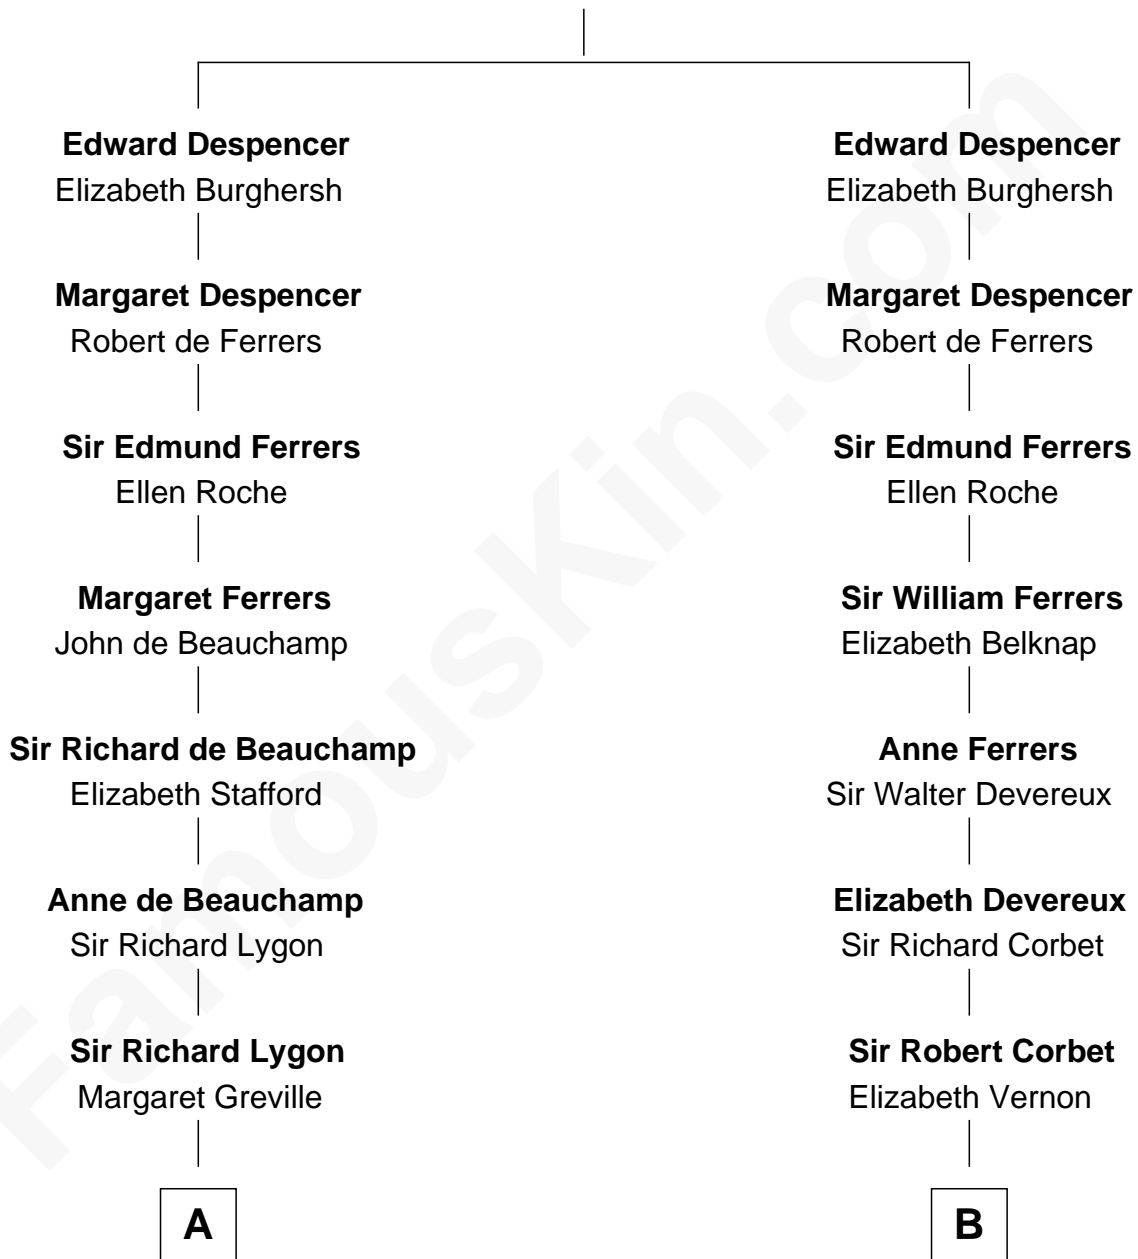 Edward Despencer
Elizabeth Burghersh
Margaret Despencer
Robert de Ferrers
Sir Edmund Ferrers
Ellen Roche
Margaret Ferrers
John de Beauchamp
Sir Richard de Beauchamp
Elizabeth Stafford
Anne de Beauchamp
Sir Richard Lygon
Sir Richard Lygon
Margaret Greville
A
Edward Despencer
Elizabeth Burghersh
Margaret Despencer
Robert de Ferrers
Sir Edmund Ferrers
Ellen Roche
Sir William Ferrers
Elizabeth Belknap
Anne Ferrers
Sir Walter Devereux
Elizabeth Devereux
Sir Richard Corbet
Sir Robert Corbet
Elizabeth Vernon
B
FamousKin.com